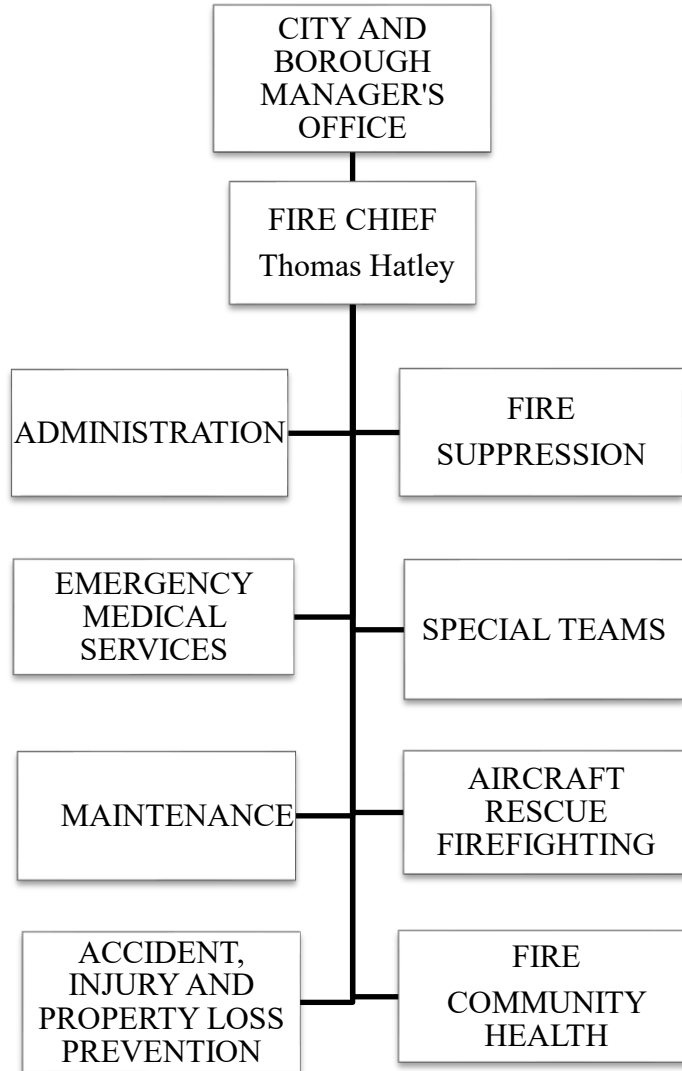 CITY AND
BOROUGH
MANAGER'S
OFFICE
FIRE CHIEF
Thomas Hatley
ADMINISTRATION
FIRE
SUPPRESSION
EMERGENCY
MEDICAL
SERVICES
SPECIAL TEAMS
MAINTENANCE
AIRCRAFT
RESCUE
FIREFIGHTING
ACCIDENT,
INJURY AND
PROPERTY LOSS
PREVENTION
FIRE
COMMUNITY
HEALTH